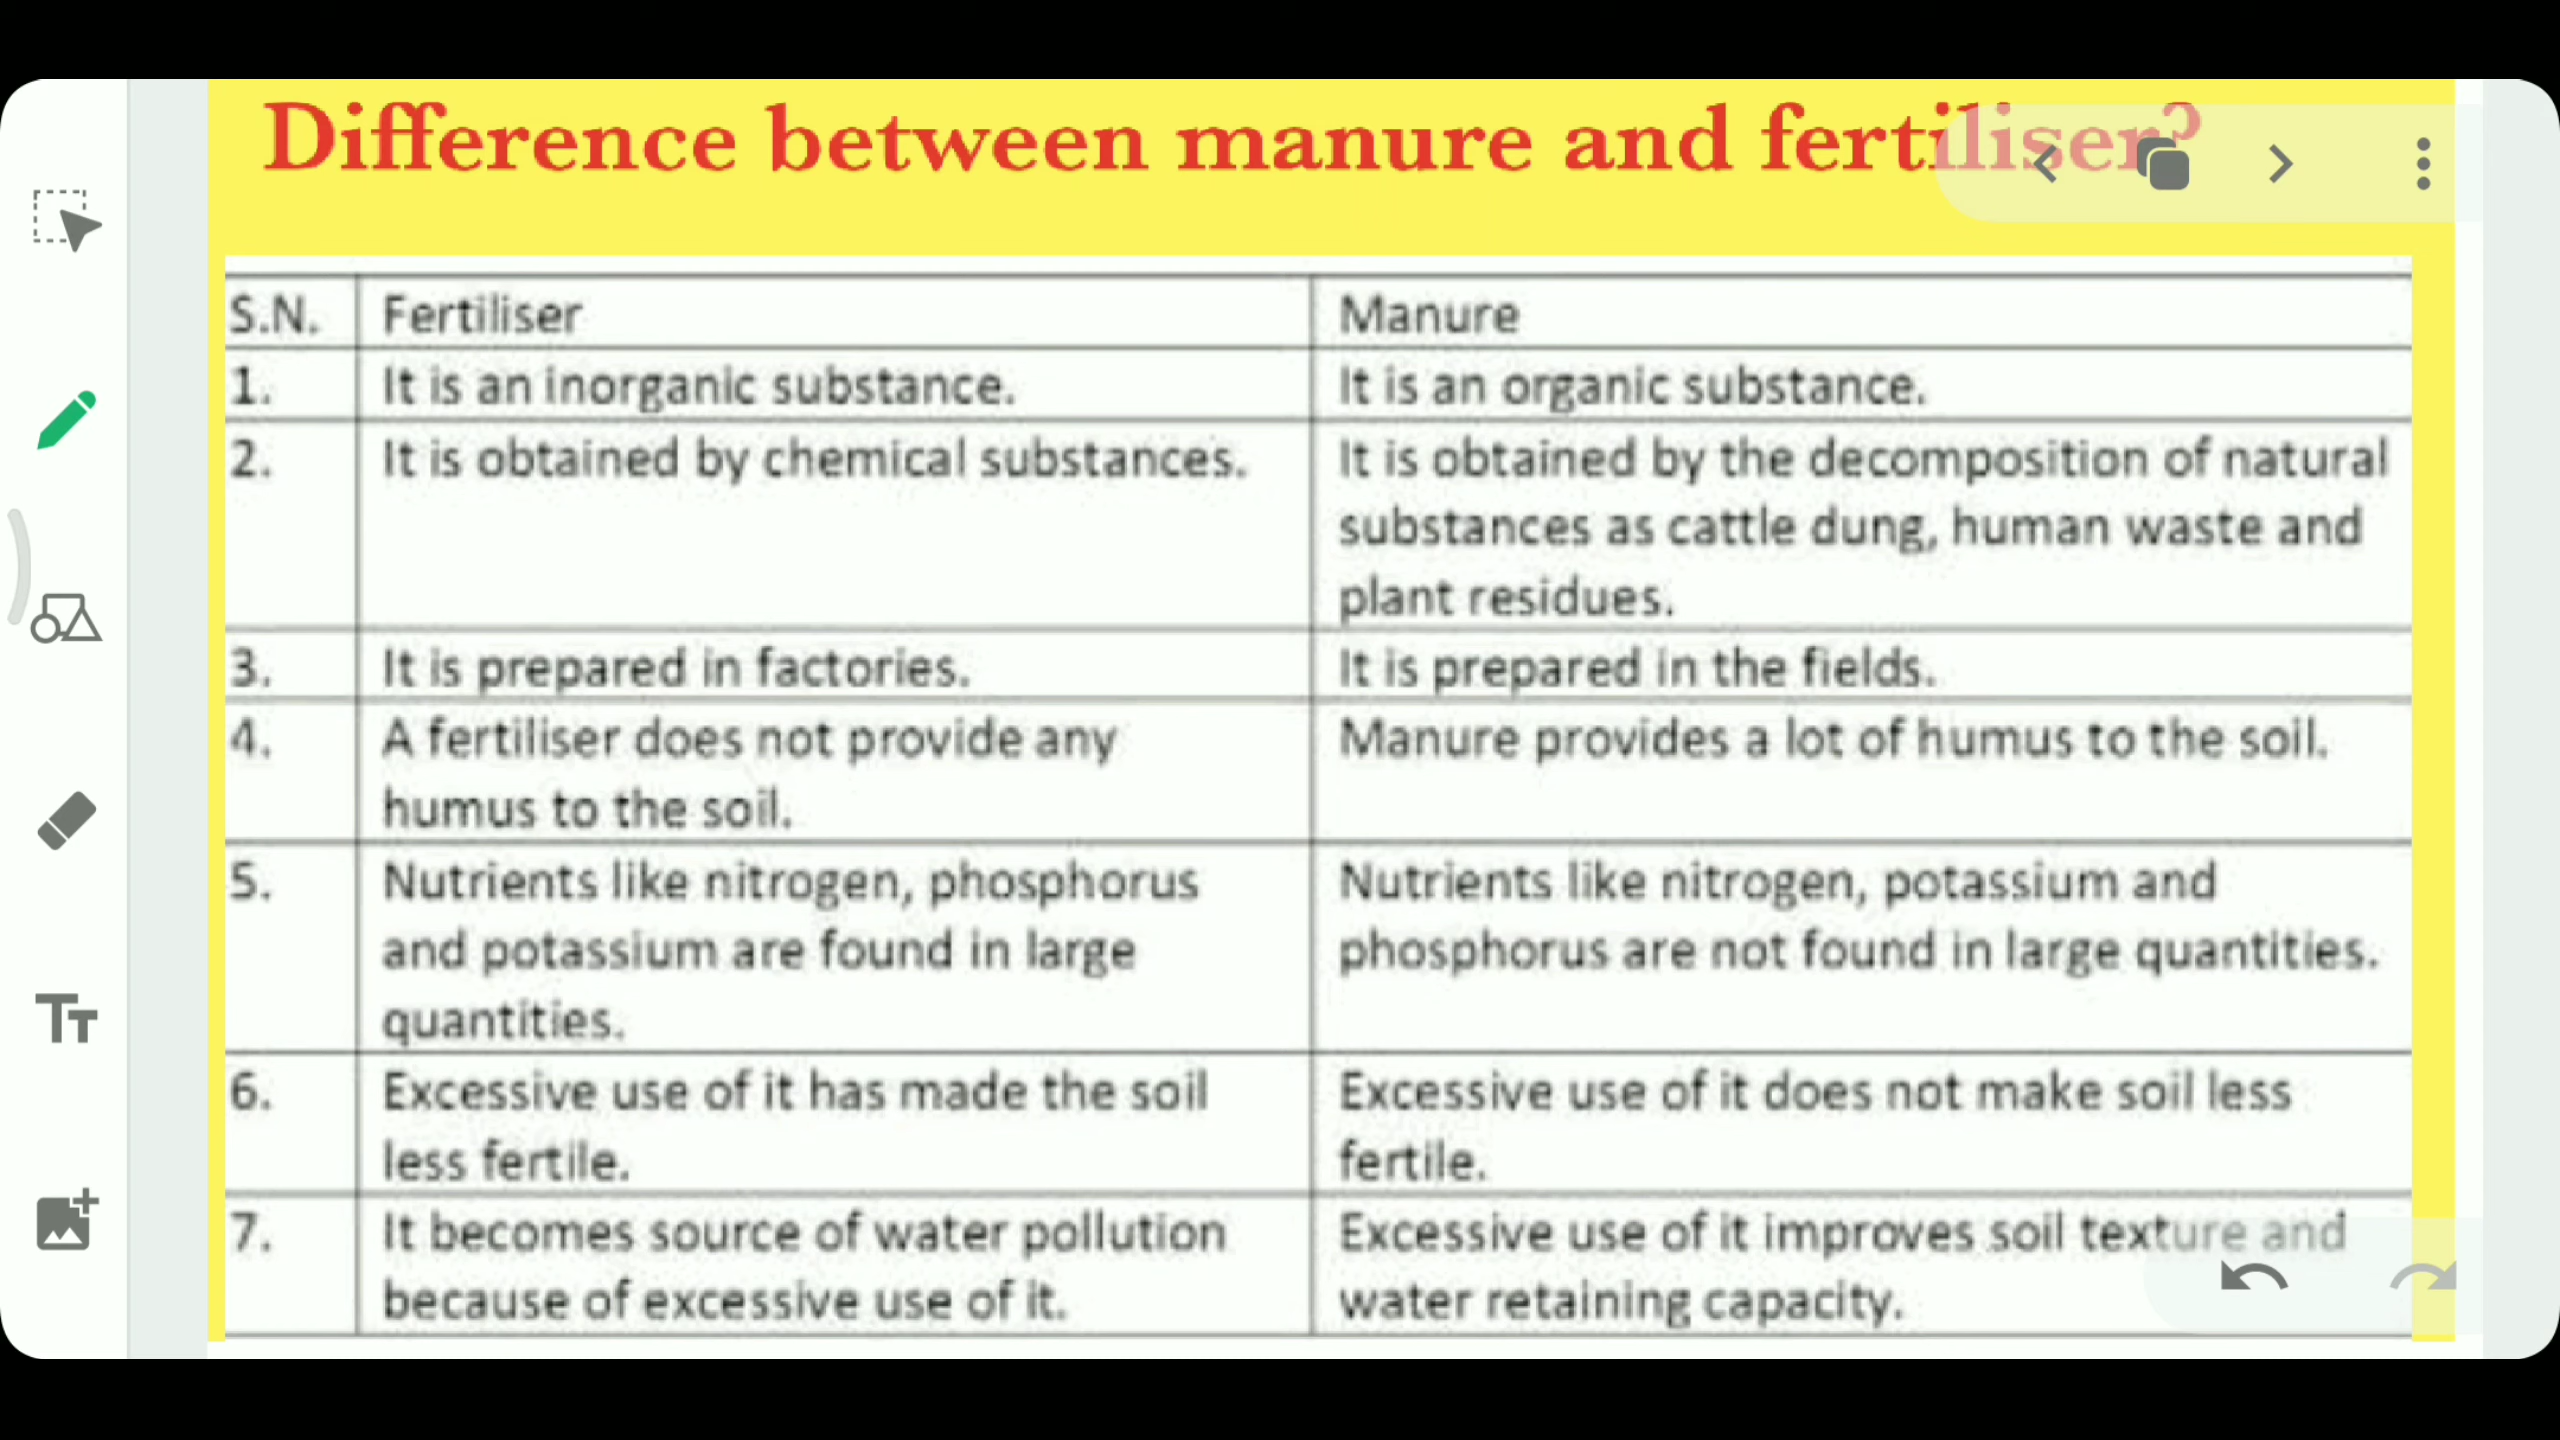 Difference between manure and fertiliser?
S.N. Fertiliser Manure
1. It is an inorganic substance. It is an organic substance.
2. It is obtained by chemical substances. It is obtained by the decomposition of natural
substances as cattle dung, human waste and
plant residues.
3. It is prepared in factories. It is prepared in the fields.
4. A fertiliser does not provide any Manure provides a lot of humus to the soil.
humus to the soil.
5. Nutrients like nitrogen, phosphorus Nutrients like nitrogen, potassium and
and potassium are found in large phosphorus are not found in large quantities.
quantities.
6. Excessive use of it has made the soil Excessive use of it does not make soil less
less fertile. fertile.
7. It becomes source of water pollution Excessive use of it improves soil texture and
because of excessive use of it. water retaining capacity.
TT